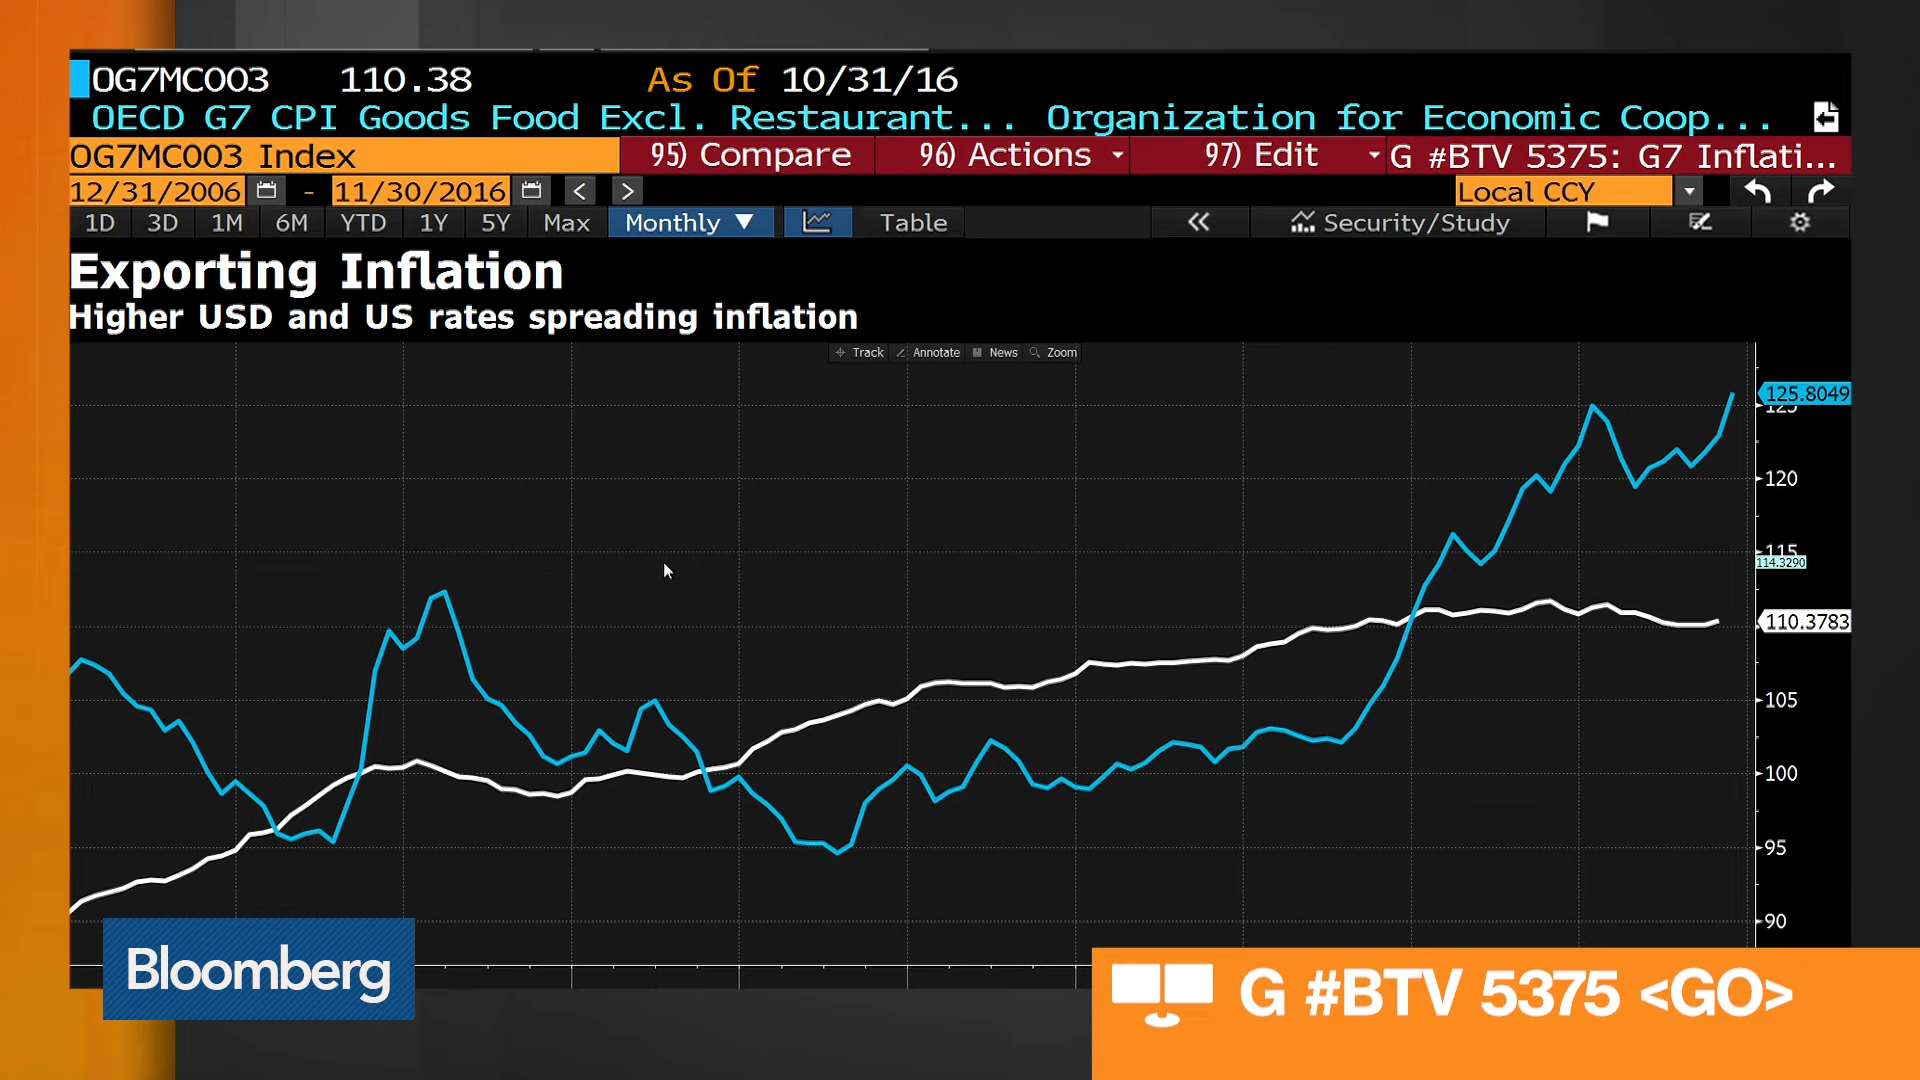 OG7MC003 110.38 As Of 10/31/16
OECD G7 CPI Goods Food Excl. Restaurant... Organization for Economic Coop...
OG7MC003 Index 95) Compare 96) Actions 97) Edit G #BTV 5375: G7 Inflati...
12/31/2006 - 11/30/2016 < > Local CCY
1D 3D 1M 6M YTD 1Y 5Y Max Monthly ▼ Table « Security/Study
Exporting Inflation
Higher USD and US rates spreading inflation
Track Annotate News Zoom
125.8049
125
120
115
114.3290
110.3783
105
100
95
90
Bloomberg
G #BTV 5375 <GO>